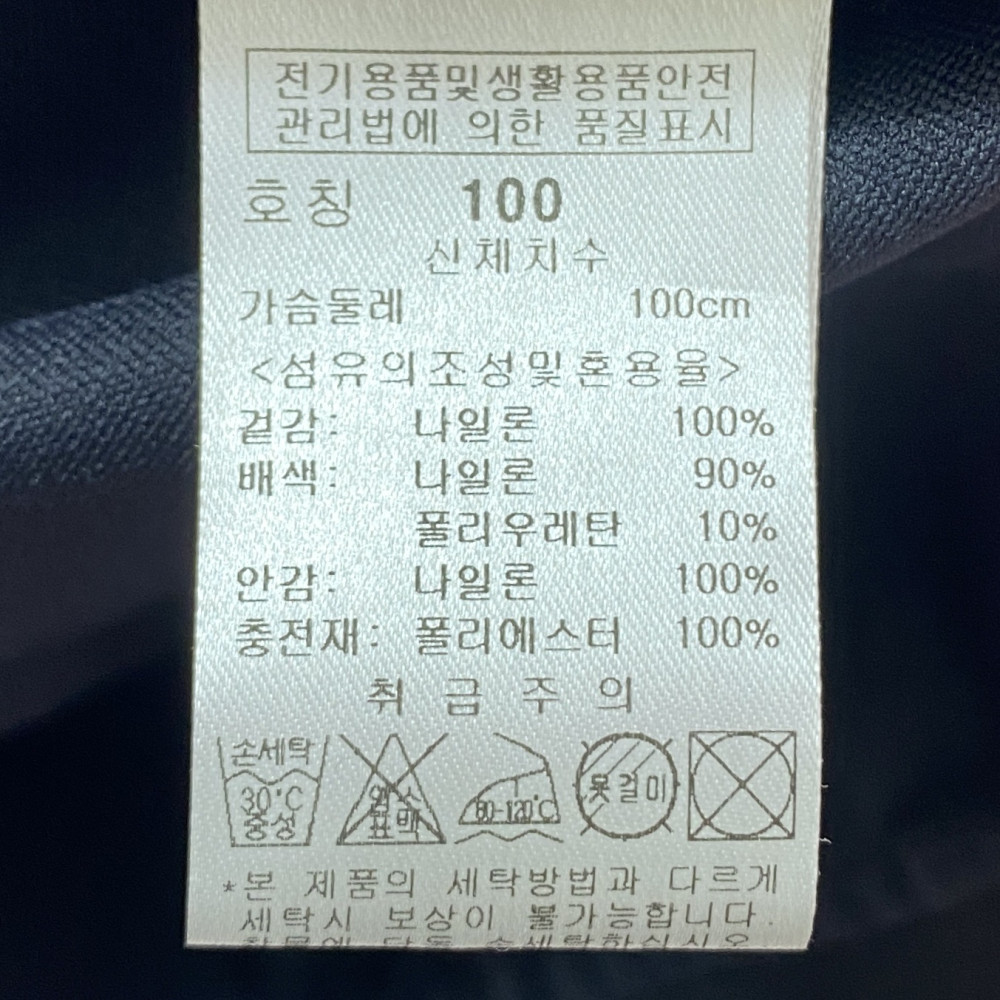 전기용품및생활용품안전
관리법에 의한 품질표시
호칭 100
신체치수
가슴둘레 100cm
<섬유의조성및혼용율>
겉감: 나일론 100%
배색: 나일론 90%
폴리우레탄 10%
안감: 나일론 100%
충전재: 폴리에스터 100%
취급주의
손세탁
30℃
중성
염소
표백
80-120℃
옷걸이
*본 제품의 세탁방법과 다르게
세탁시 보상이 불가능합니다.